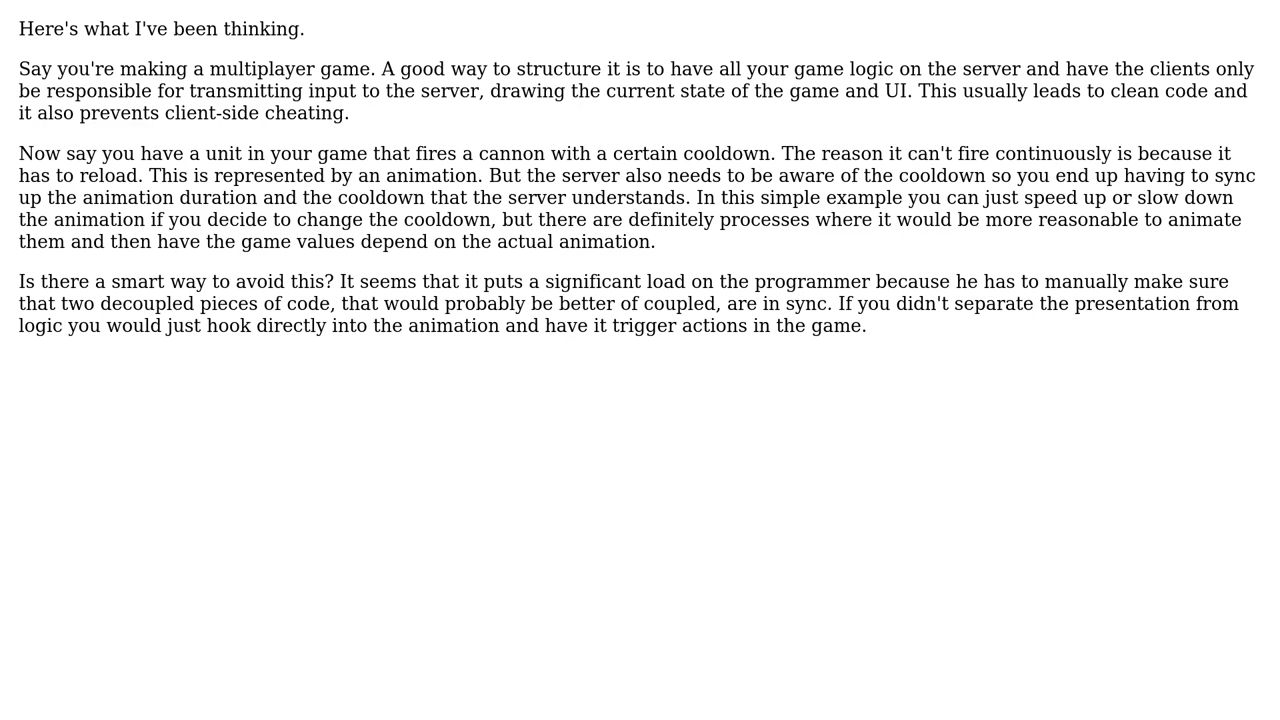 Here's what I've been thinking.
Say you're making a multiplayer game. A good way to structure it is to have all your game logic on the server and have the clients only
be responsible for transmitting input to the server, drawing the current state of the game and UI. This usually leads to clean code and
it also prevents client-side cheating.
Now say you have a unit in your game that fires a cannon with a certain cooldown. The reason it can't fire continuously is because it
has to reload. This is represented by an animation. But the server also needs to be aware of the cooldown so you end up having to sync
up the animation duration and the cooldown that the server understands. In this simple example you can just speed up or slow down
the animation if you decide to change the cooldown, but there are definitely processes where it would be more reasonable to animate
them and then have the game values depend on the actual animation.
Is there a smart way to avoid this? It seems that it puts a significant load on the programmer because he has to manually make sure
that two decoupled pieces of code, that would probably be better of coupled, are in sync. If you didn't separate the presentation from
logic you would just hook directly into the animation and have it trigger actions in the game.